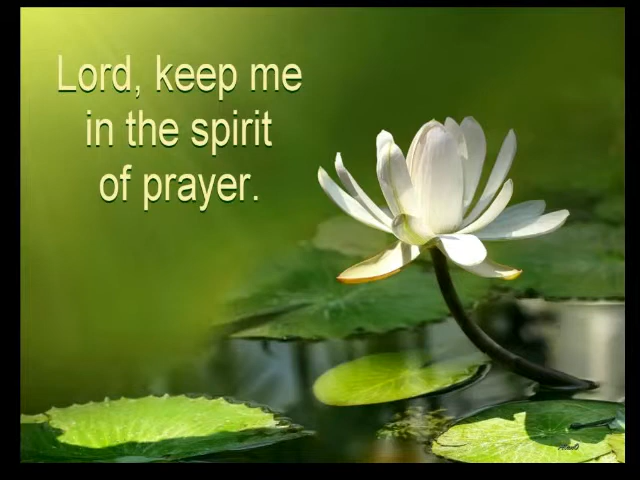 Lord, keep me
in the spirit
of prayer.